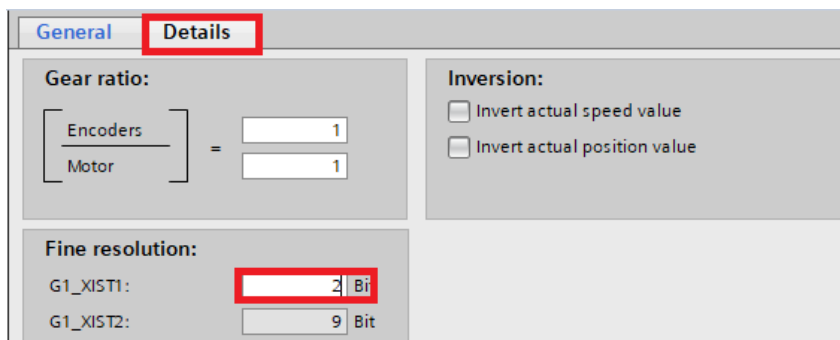 General Details
Gear ratio:
Encoders
Motor
=
1
1
Inversion:
Invert actual speed value
Invert actual position value
Fine resolution:
G1_XIST1: 2 Bit
G1_XIST2: 9 Bit